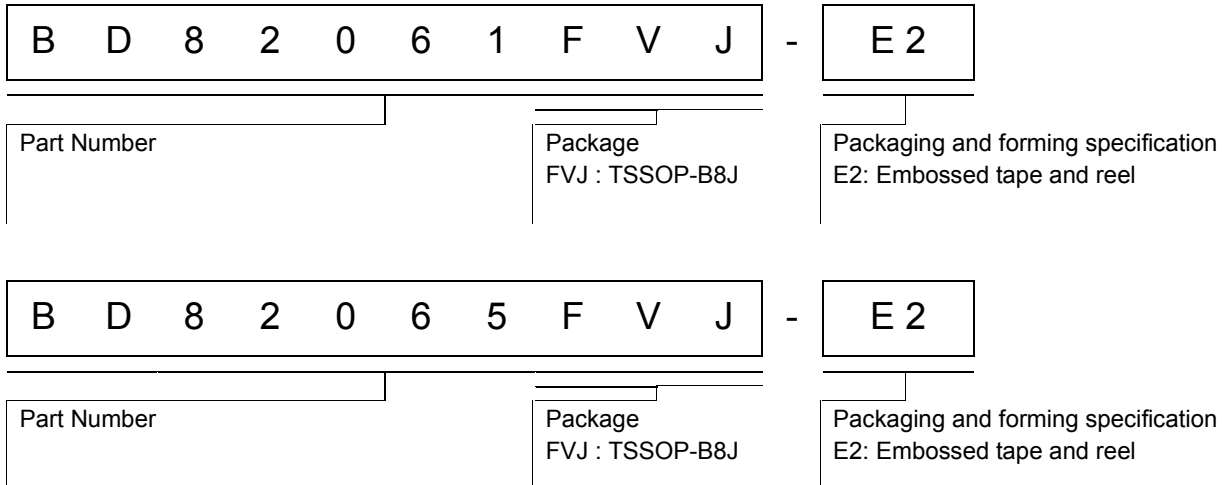 B D 8 2 0 6 1 F V J - E 2
Part Number
Package
FVJ : TSSOP-B8J
Packaging and forming specification
E2: Embossed tape and reel
B D 8 2 0 6 5 F V J - E 2
Part Number
Package
FVJ : TSSOP-B8J
Packaging and forming specification
E2: Embossed tape and reel